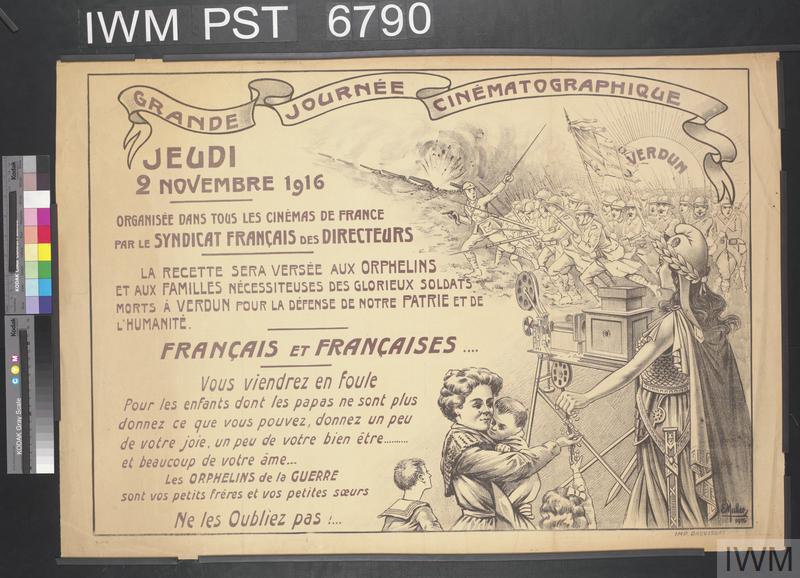 IWM PST 6790
GRANDE JOURNÉE CINÉMATOGRAPHIQUE
JEUDI
2 NOVEMBRE 1916
VERDUN
ORGANISÉE DANS TOUS LES CINÉMAS DE FRANCE
PAR LE SYNDICAT FRANÇAIS DES DIRECTEURS
LA RECETTE SERA VERSÉE AUX ORPHELINS
ET AUX FAMILLES NÉCESSITEUSES DES GLORIEUX SOLDATS
MORTS À VERDUN POUR LA DÉFENSE DE NOTRE PATRIE ET DE
L'HUMANITÉ.
FRANÇAIS ET FRANÇAISES ....
Vous viendrez en foule
Pour les enfants dont les papas ne sont plus
donnez ce que vous pouvez, donnez un peu
de votre joie, un peu de votre bien être.........
et beaucoup de votre âme...
Les ORPHELINS de la GUERRE
sont vos petits frères et vos petites sœurs
Ne les Oubliez pas !...
1916
IMP.
IWM